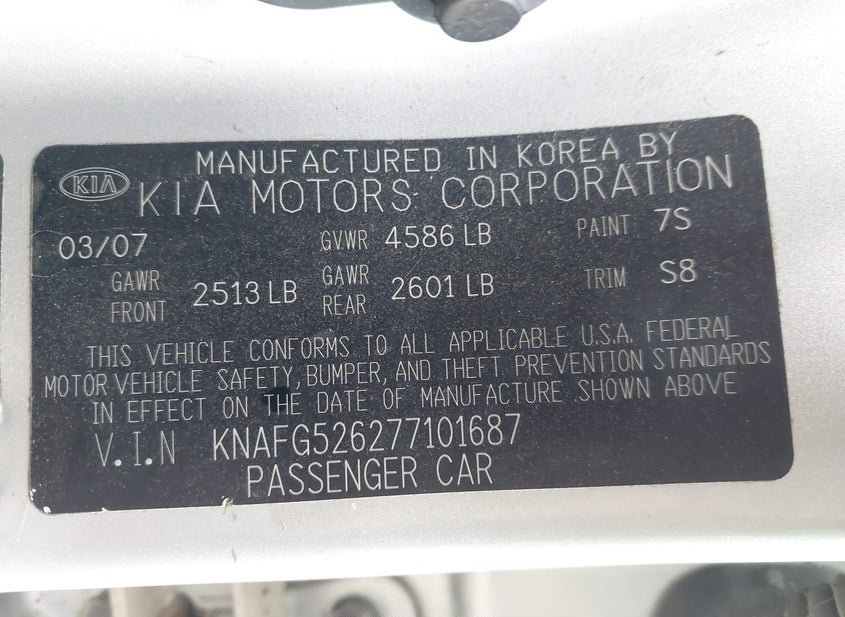 MANUFACTURED IN KOREA BY
KIA KIA MOTORS CORPORATION
03/07 GVWR 4586 LB PAINT 7S
GAWR FRONT 2513 LB GAWR REAR 2601 LB TRIM S8
THIS VEHICLE CONFORMS TO ALL APPLICABLE U.S.A. FEDERAL
MOTOR VEHICLE SAFETY, BUMPER, AND THEFT PREVENTION STANDARDS
IN EFFECT ON THE DATE OF MANUFACTURE SHOWN ABOVE
V.I.N KNAFG526277101687
PASSENGER CAR